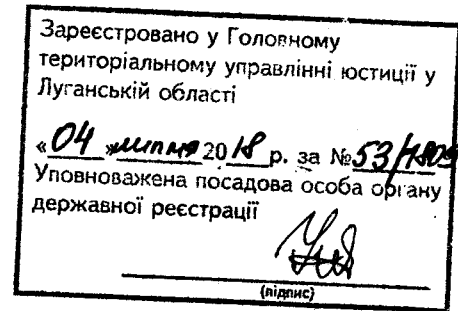 Зареєстровано у Головному
територіальному управлінні юстиції у
Луганській області
«04»липня 2018 р. за №53/1809
Уповноважена посадова особа органу
державної реєстрації
(підпис)